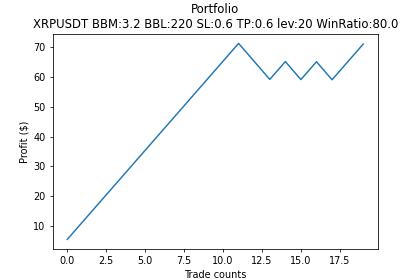 Portfolio
XRPUSDT BBM:3.2 BBL:220 SL:0.6 TP:0.6 lev:20 WinRatio:80.0
70
60
50
40
30
20
10
Profit ($)
0.0 2.5 5.0 7.5 10.0 12.5 15.0 17.5
Trade counts